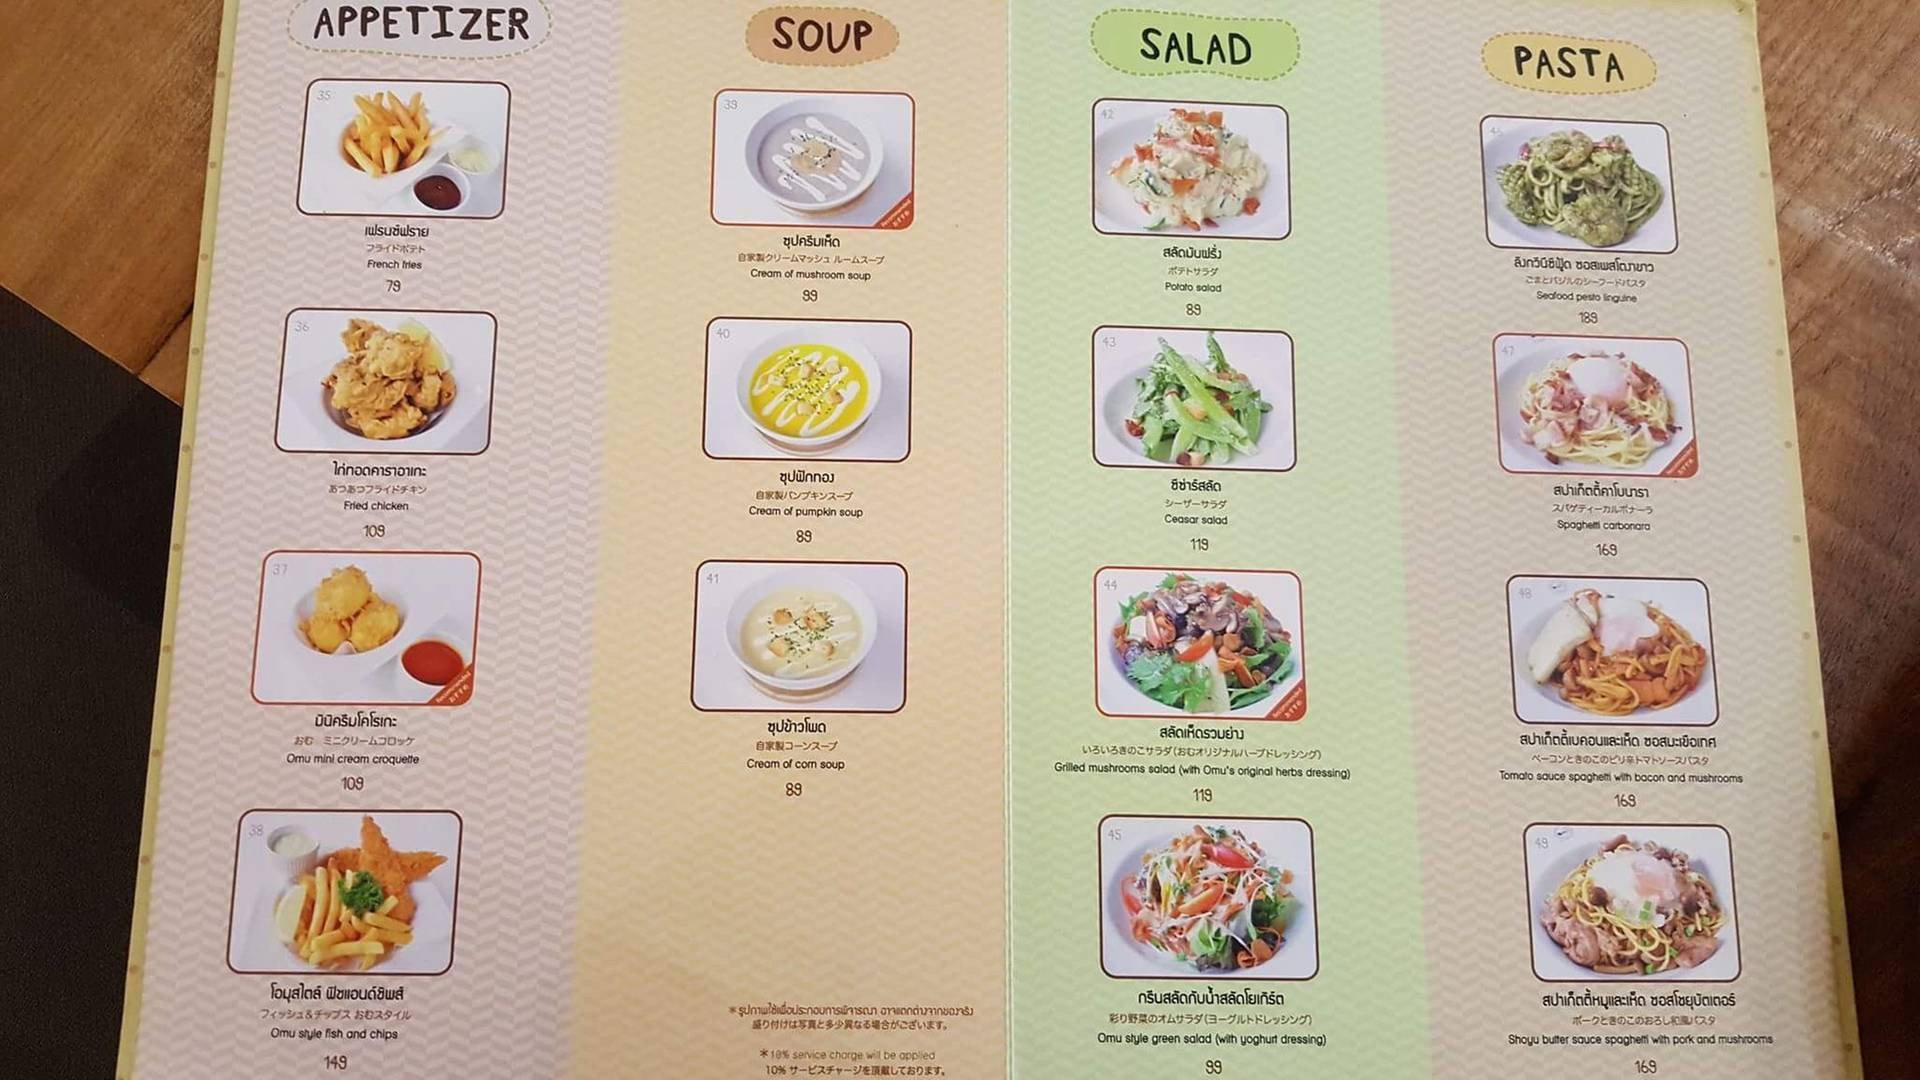 APPETIZER
35
เฟรนซ์ฟราย
フライドポテト
French fries
79
36
ไก่ทอดคาราอาเกะ
あつあつフライドチキン
Fried chicken
109
37
Recommended
おすすめ
มินิครีมโคโรเกะ
おむ ミニクリームコロッケ
Omu mini cream croquette
109
38
โอมุสไตล์ ฟิชแอนด์ชิพส์
フィッシュ&チップス おむスタイル
Omu style fish and chips
149
SOUP
39
Recommended
おすすめ
ซุปครีมเห็ด
自家製クリームマッシュ ルームスープ
Cream of mushroom soup
99
40
ซุปฟักทอง
自家製パンプキンスープ
Cream of pumpkin soup
89
41
ซุปข้าวโพด
自家製コーンスープ
Cream of corn soup
89
*รูปภาพใช้เพื่อประกอบการพิจารณา อาจแตกต่างจากของจริง
盛り付けは写真と多少異なる場合がございます。
*10% service charge will be applied
10% サービスチャージを頂戴しております。
SALAD
42
สลัดมันฝรั่ง
ポテトサラダ
Potato salad
89
43
ซีซ่าร์สลัด
シーザーサラダ
Ceasar salad
119
44
Recommended
おすすめ
สลัดเห็ดรวมย่าง
いろいろきのこサラダ(おむオリジナルハーブドレッシング)
Grilled mushrooms salad (with Omu's original herbs dressing)
119
45
กรีนสลัดกับน้ำสลัดโยเกิร์ต
彩り野菜のオムサラダ(ヨーグルトドレッシング)
Omu style green salad (with yoghurt dressing)
99
PASTA
46
ลิงกวินีซีฟู้ด ซอสเพสโตงาขาว
ごまとバジルのシーフードパスタ
Seafood pesto linguine
189
47
Recommended
おすすめ
สปาเก็ตตี้คาโบนารา
スパゲティーカルボナーラ
Spaghetti carbonara
169
48
สปาเก็ตตี้เบคอนและเห็ด ซอสมะเขือเทศ
ベーコンときのこのピリ辛トマトソースパスタ
Tomato sauce spaghetti with bacon and mushrooms
169
49
สปาเก็ตตี้หมูและเห็ด ซอสโชยุบัตเตอร์
ポークときのこのおろし和風パスタ
Shoyu butter sauce spaghetti with pork and mushrooms
169